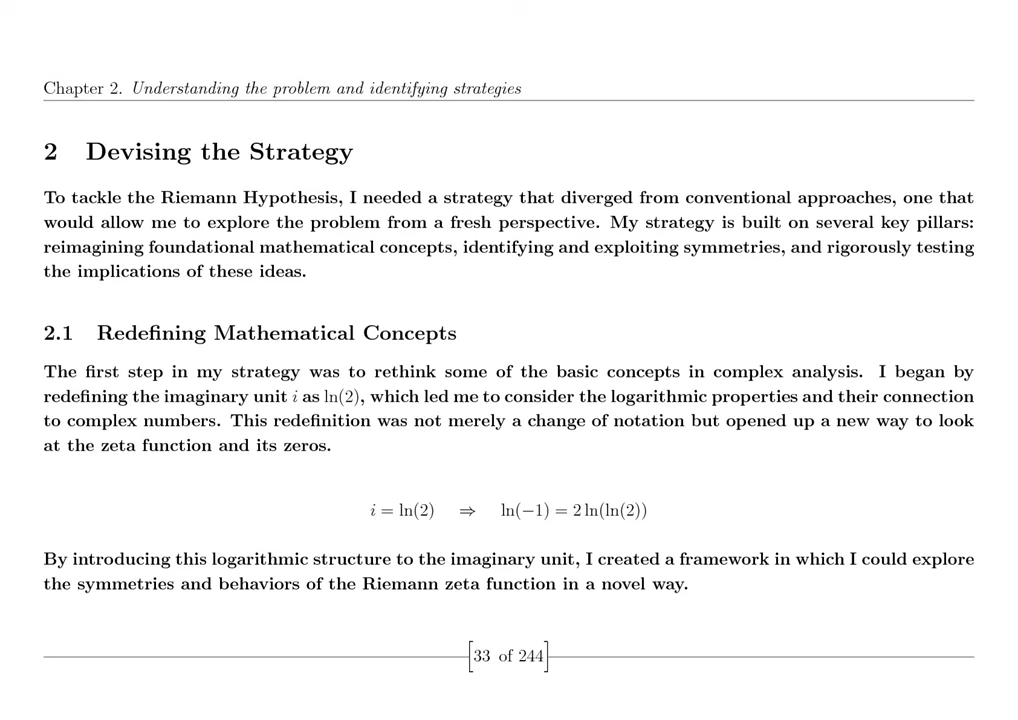 Chapter 2. Understanding the problem and identifying strategies
2 Devising the Strategy
To tackle the Riemann Hypothesis, I needed a strategy that diverged from conventional approaches, one that
would allow me to explore the problem from a fresh perspective. My strategy is built on several key pillars:
reimagining foundational mathematical concepts, identifying and exploiting symmetries, and rigorously testing
the implications of these ideas.
2.1 Redefining Mathematical Concepts
The first step in my strategy was to rethink some of the basic concepts in complex analysis. I began by
redefining the imaginary unit i as ln(2), which led me to consider the logarithmic properties and their connection
to complex numbers. This redefinition was not merely a change of notation but opened up a new way to look
at the zeta function and its zeros.
i = ln(2) ⇒ ln(−1) = 2 ln(ln(2))
By introducing this logarithmic structure to the imaginary unit, I created a framework in which I could explore
the symmetries and behaviors of the Riemann zeta function in a novel way.
[33 of 244]